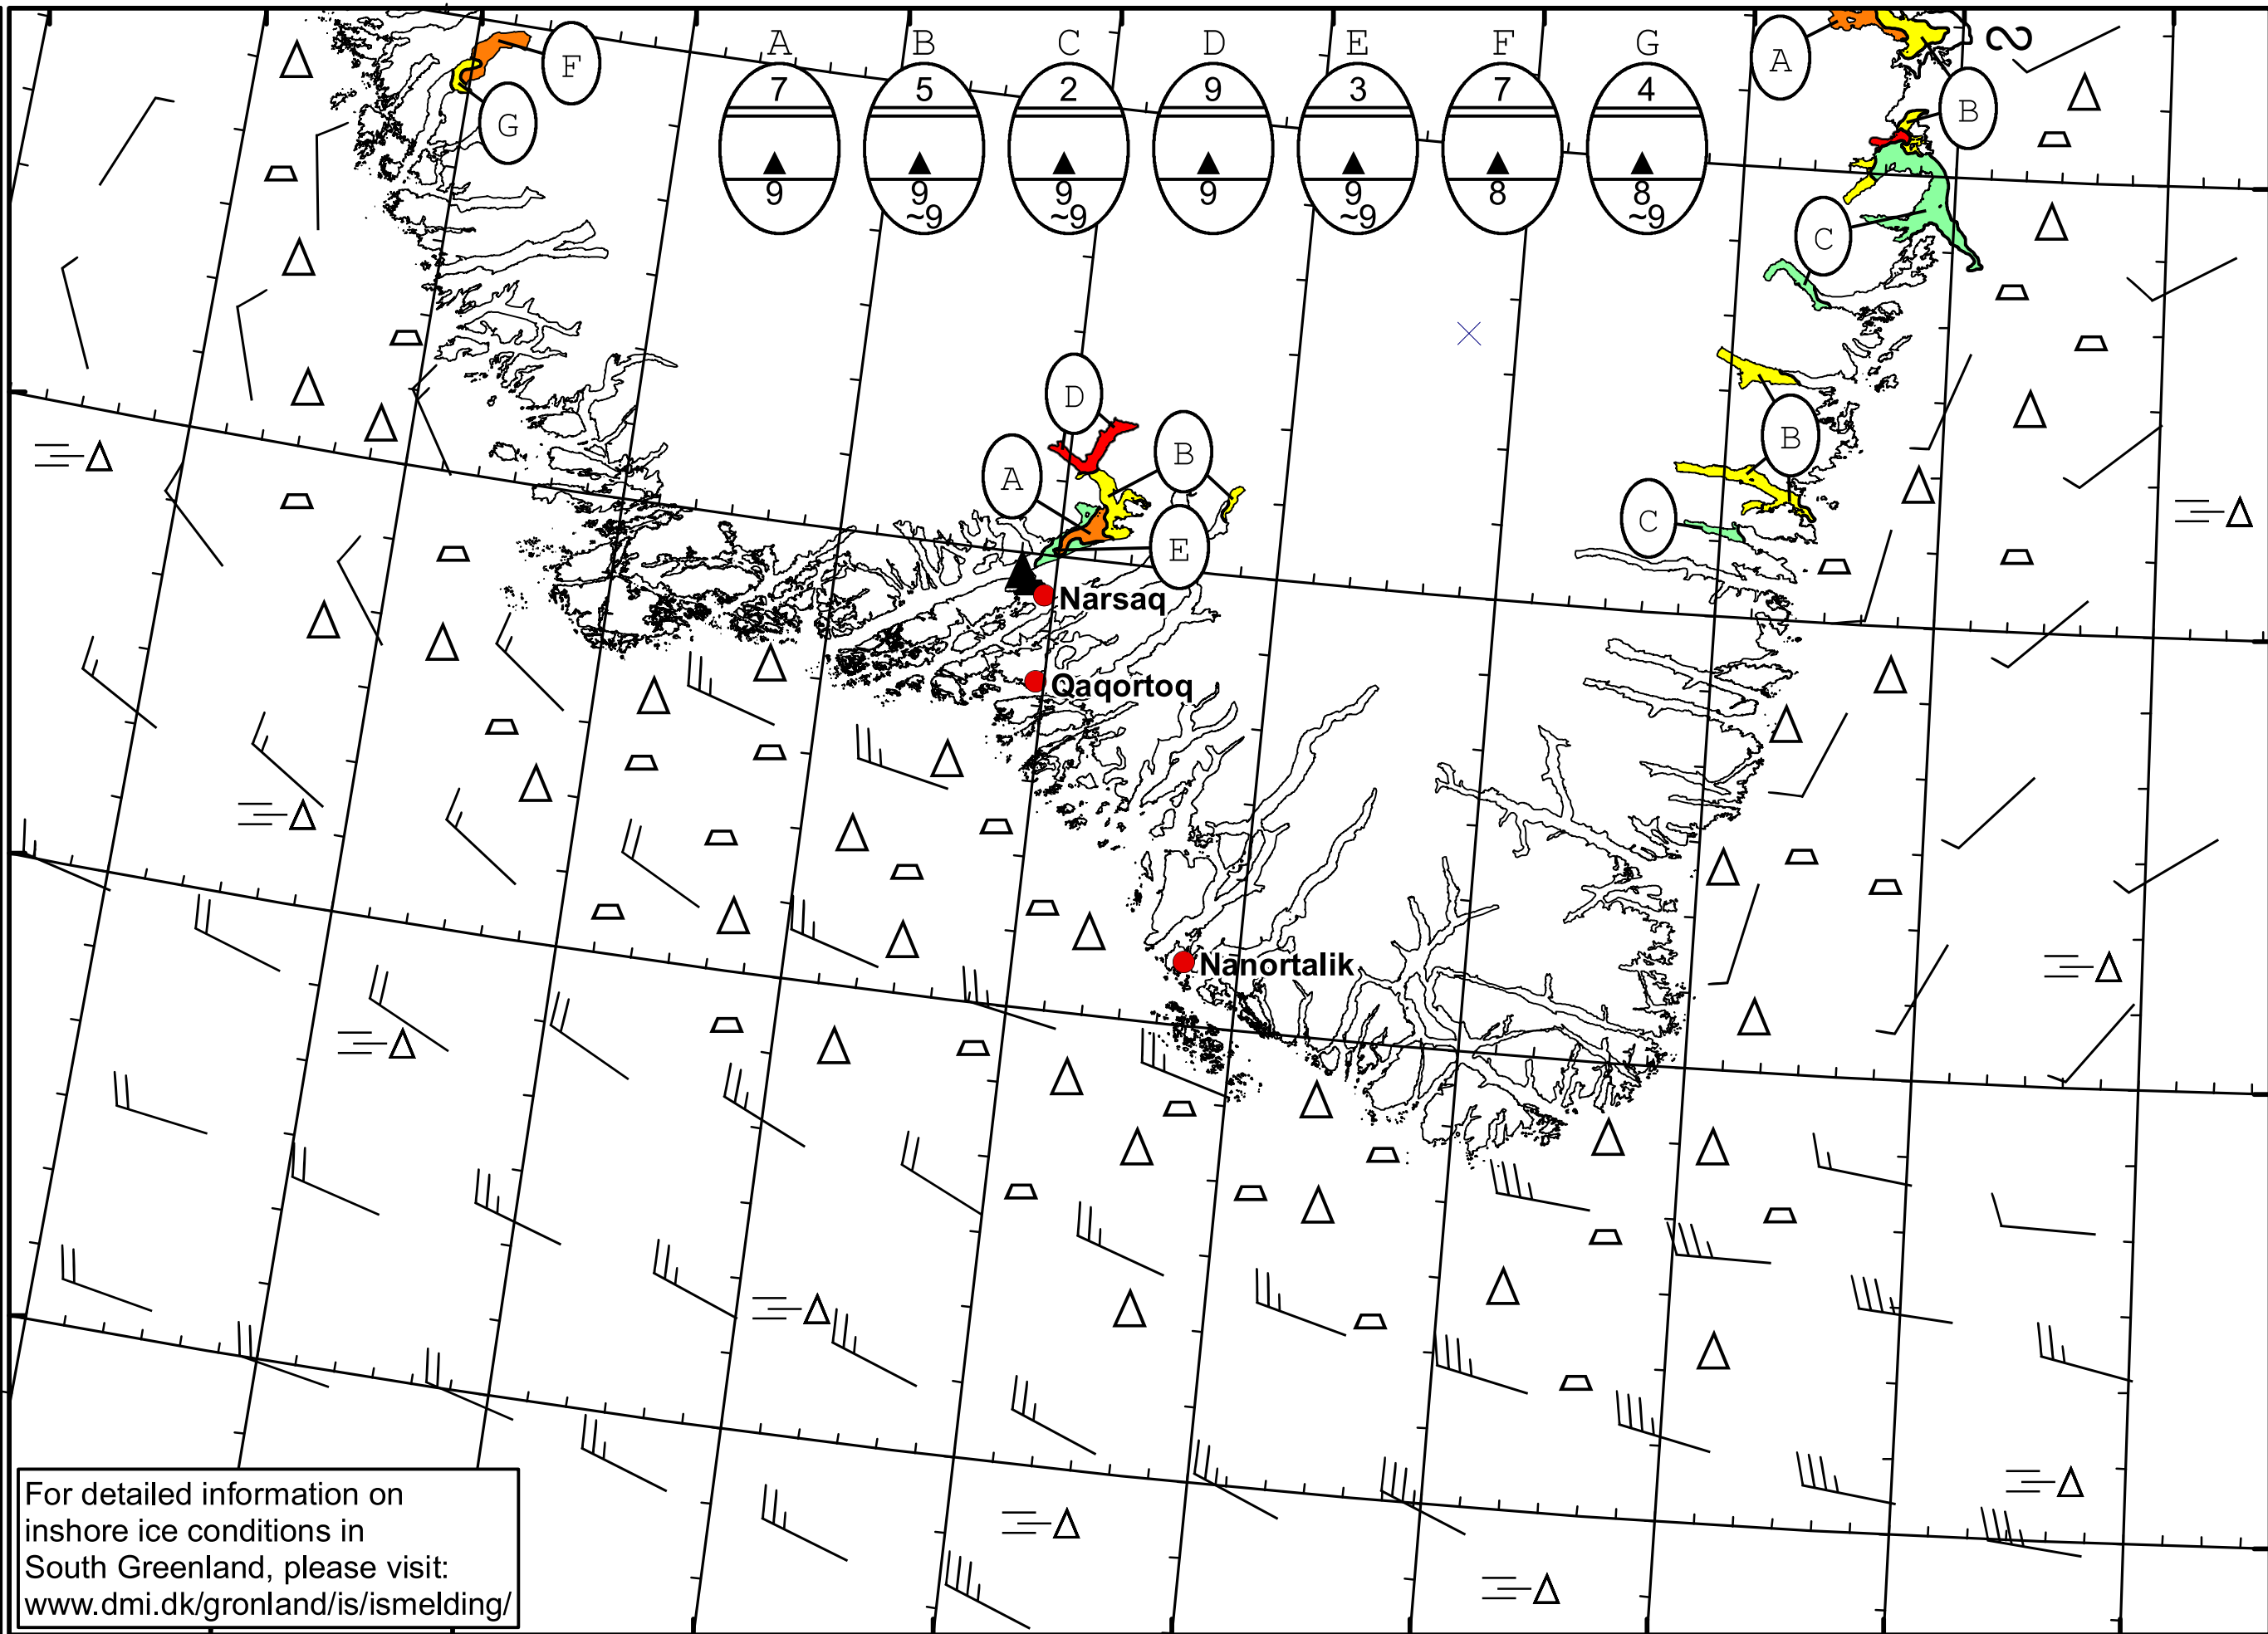 A B C D E F G
7 5 2 9 3 7 4
9 9 9 9 9 8 8
~9 ~9 ~9 ~9
F
G
A
B
C
D
B
A
E
B
C
Narsaq
Qaqortoq
Nanortalik
For detailed information on
inshore ice conditions in
South Greenland, please visit:
www.dmi.dk/gronland/is/ismelding/